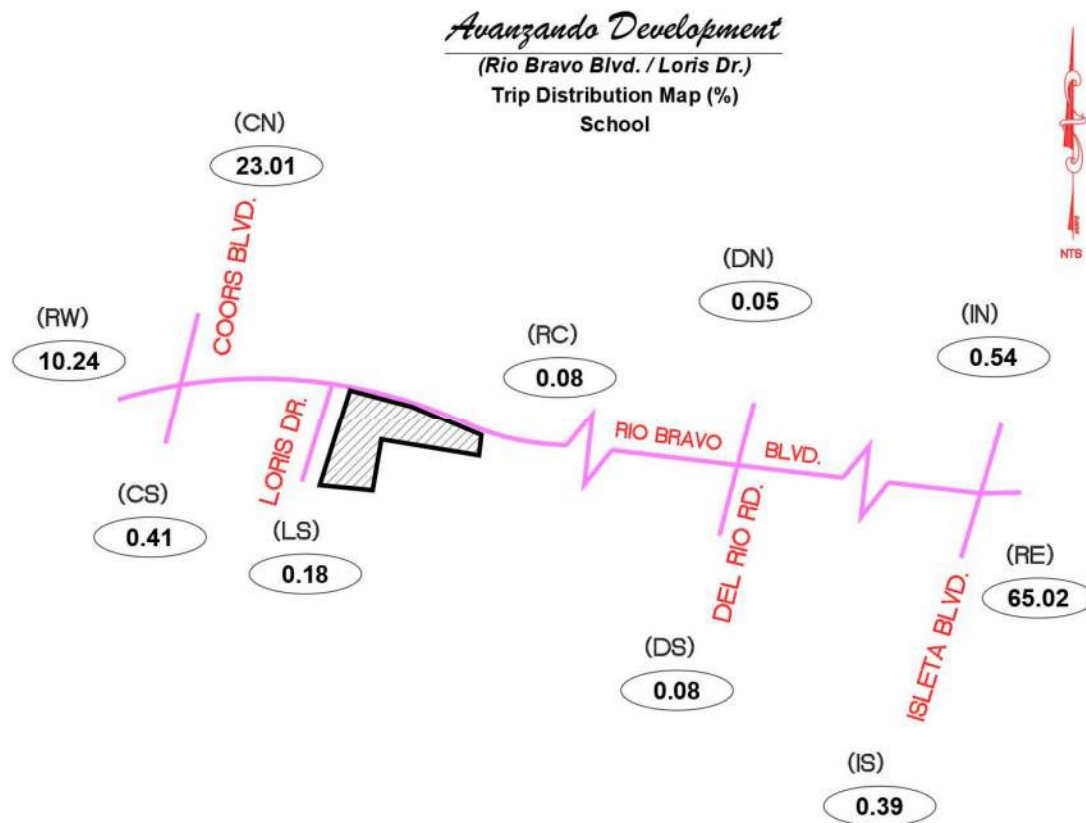 Avanzando Development
(Rio Bravo Blvd. / Loris Dr.)
Trip Distribution Map (%)
School
NTS
(CN)
23.01
COORS BLVD.
(RW)
10.24
(RC)
0.08
(DN)
0.05
(IN)
0.54
RIO BRAVO BLVD.
LORIS DR.
(CS)
0.41
(LS)
0.18
DEL RIO RD.
(DS)
0.08
ISLETA BLVD.
(RE)
65.02
(IS)
0.39